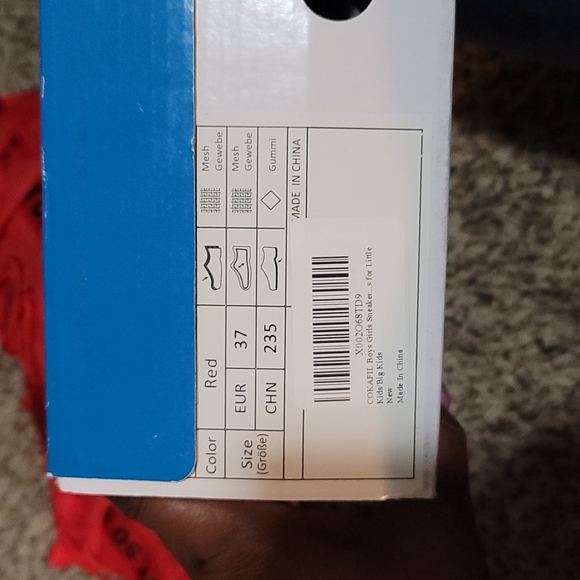 Color Red Mesh
Gewebe
Size (Größe) EUR 37 Mesh
Gewebe
CHN 235 Gummi
MADE IN CHINA
X002O68TD9
COKAFIL Boys Girls Sneaker...s for Little
Kids/Big Kids
New
Made In China